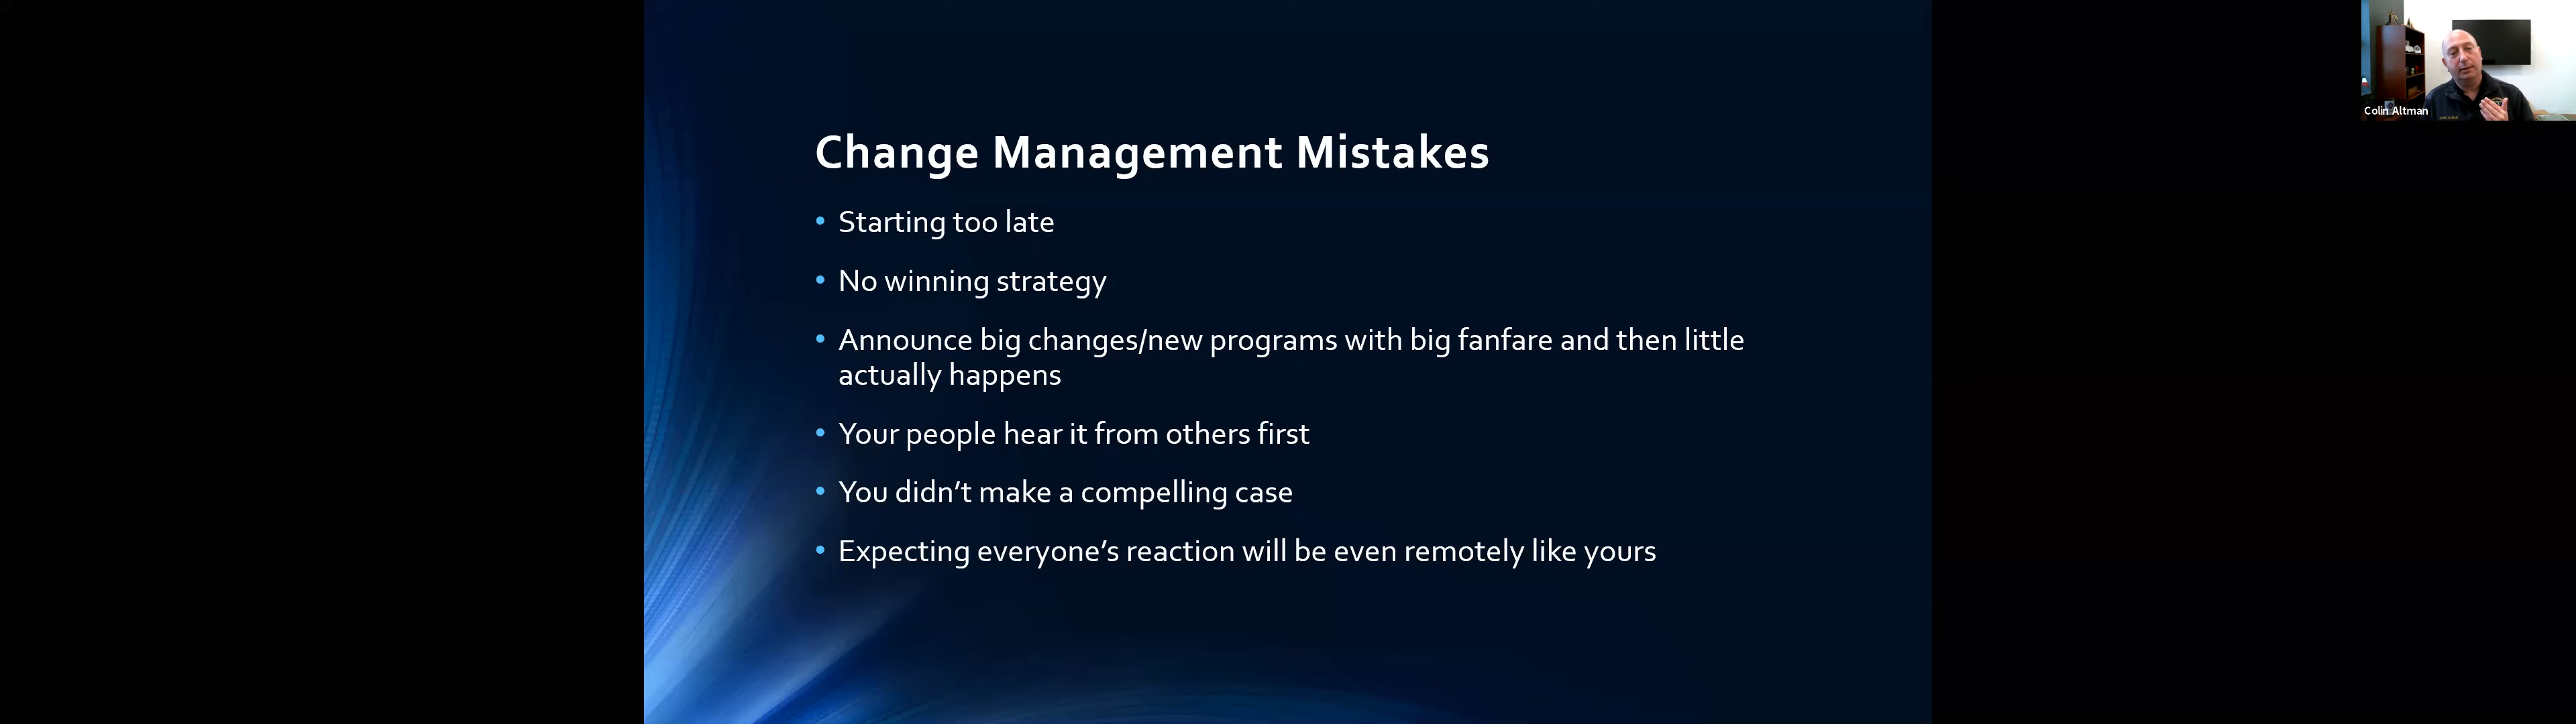 Change Management Mistakes
• Starting too late
• No winning strategy
• Announce big changes/new programs with big fanfare and then little
actually happens
• Your people hear it from others first
• You didn’t make a compelling case
• Expecting everyone’s reaction will be even remotely like yours
Colin Altman